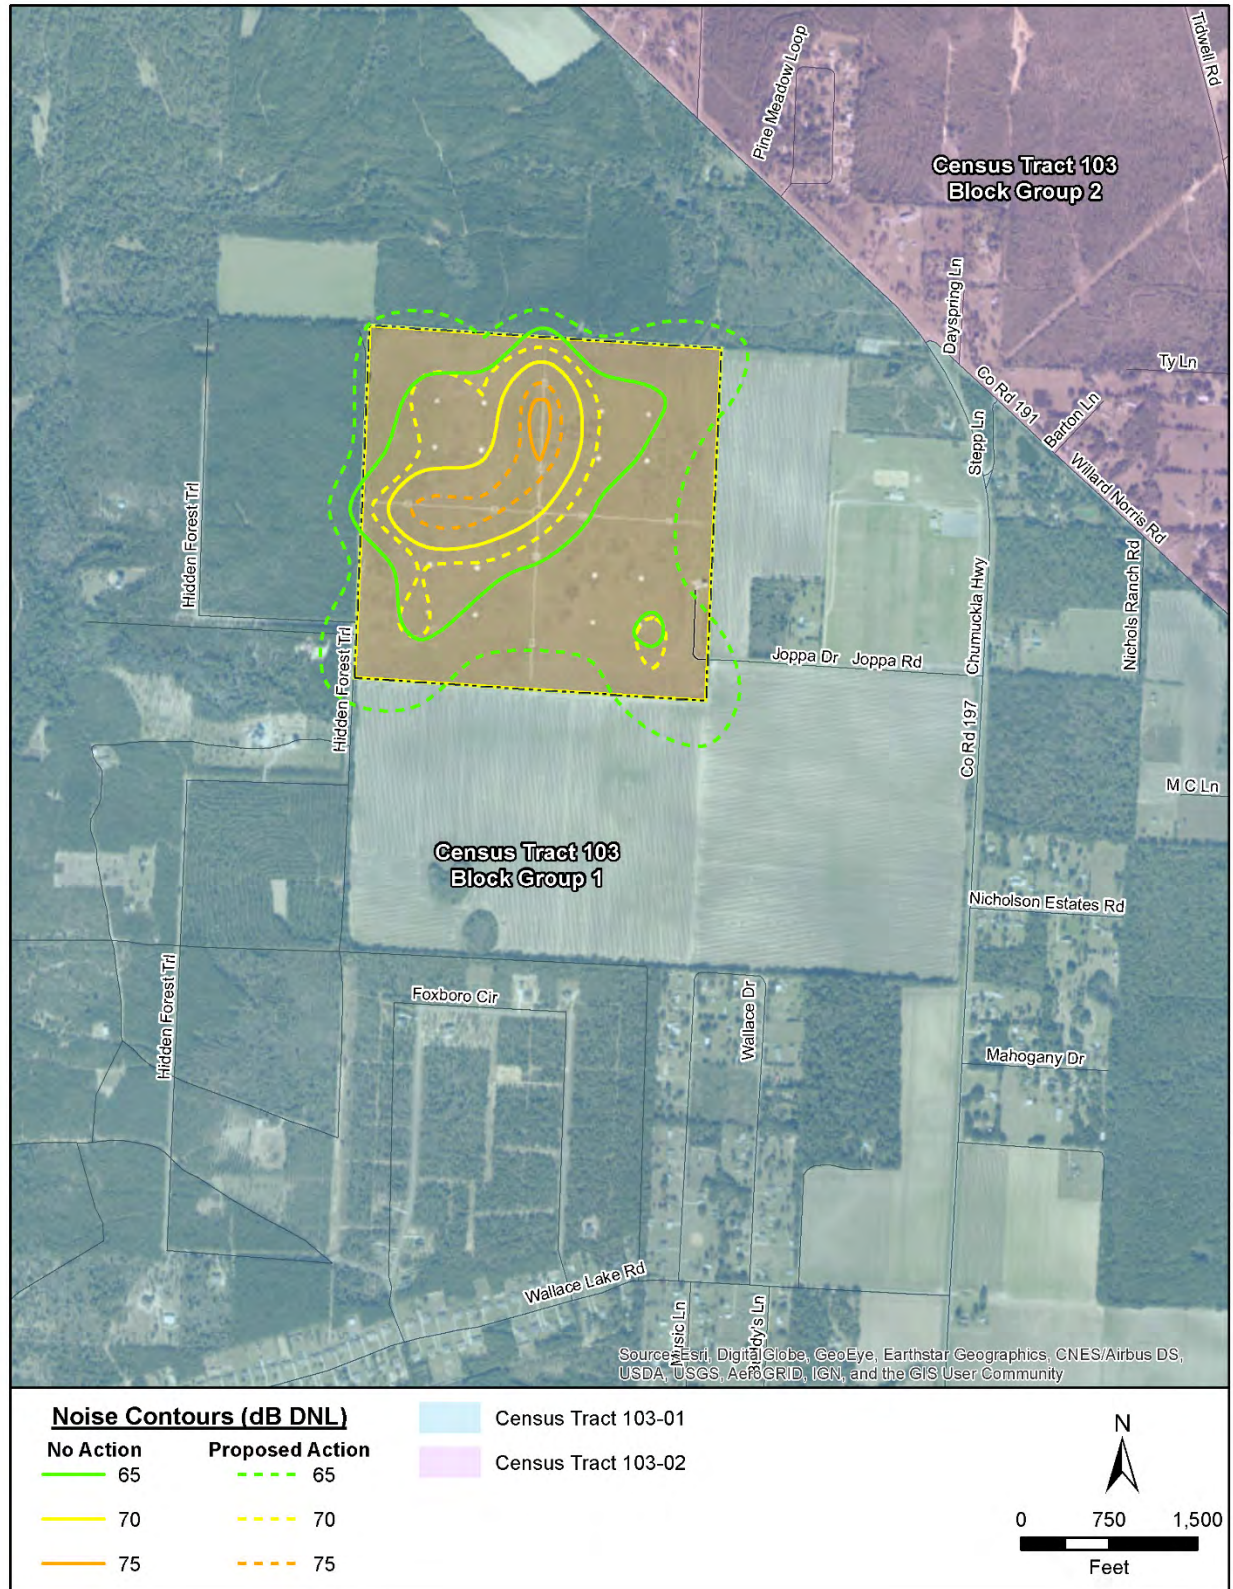 Tidwell Rd
Pine Meadow Loop
Census Tract 103
Block Group 2
Dayspring Ln
Ty Ln
Co Rd 191
Barton Ln
Stepp Ln
Willard Norris Rd
Hidden Forest Trl
Nichols Ranch Rd
Chumuckla Hwy
Hidden Forest Trl
Joppa Dr Joppa Rd
Co Rd 197
M C Ln
Census Tract 103
Block Group 1
Nicholson Estates Rd
Hidden Forest Trl
Foxboro Cir
Wallace Dr
Mahogany Dr
Wallace Lake Rd
Music Ln
Buddy's Ln
Source: Esri, DigitalGlobe, GeoEye, Earthstar Geographics, CNES/Airbus DS,
USDA, USGS, AeroGRID, IGN, and the GIS User Community
Noise Contours (dB DNL)
No Action Proposed Action
65 65
70 70
75 75
Census Tract 103-01
Census Tract 103-02
N
0 750 1,500
Feet